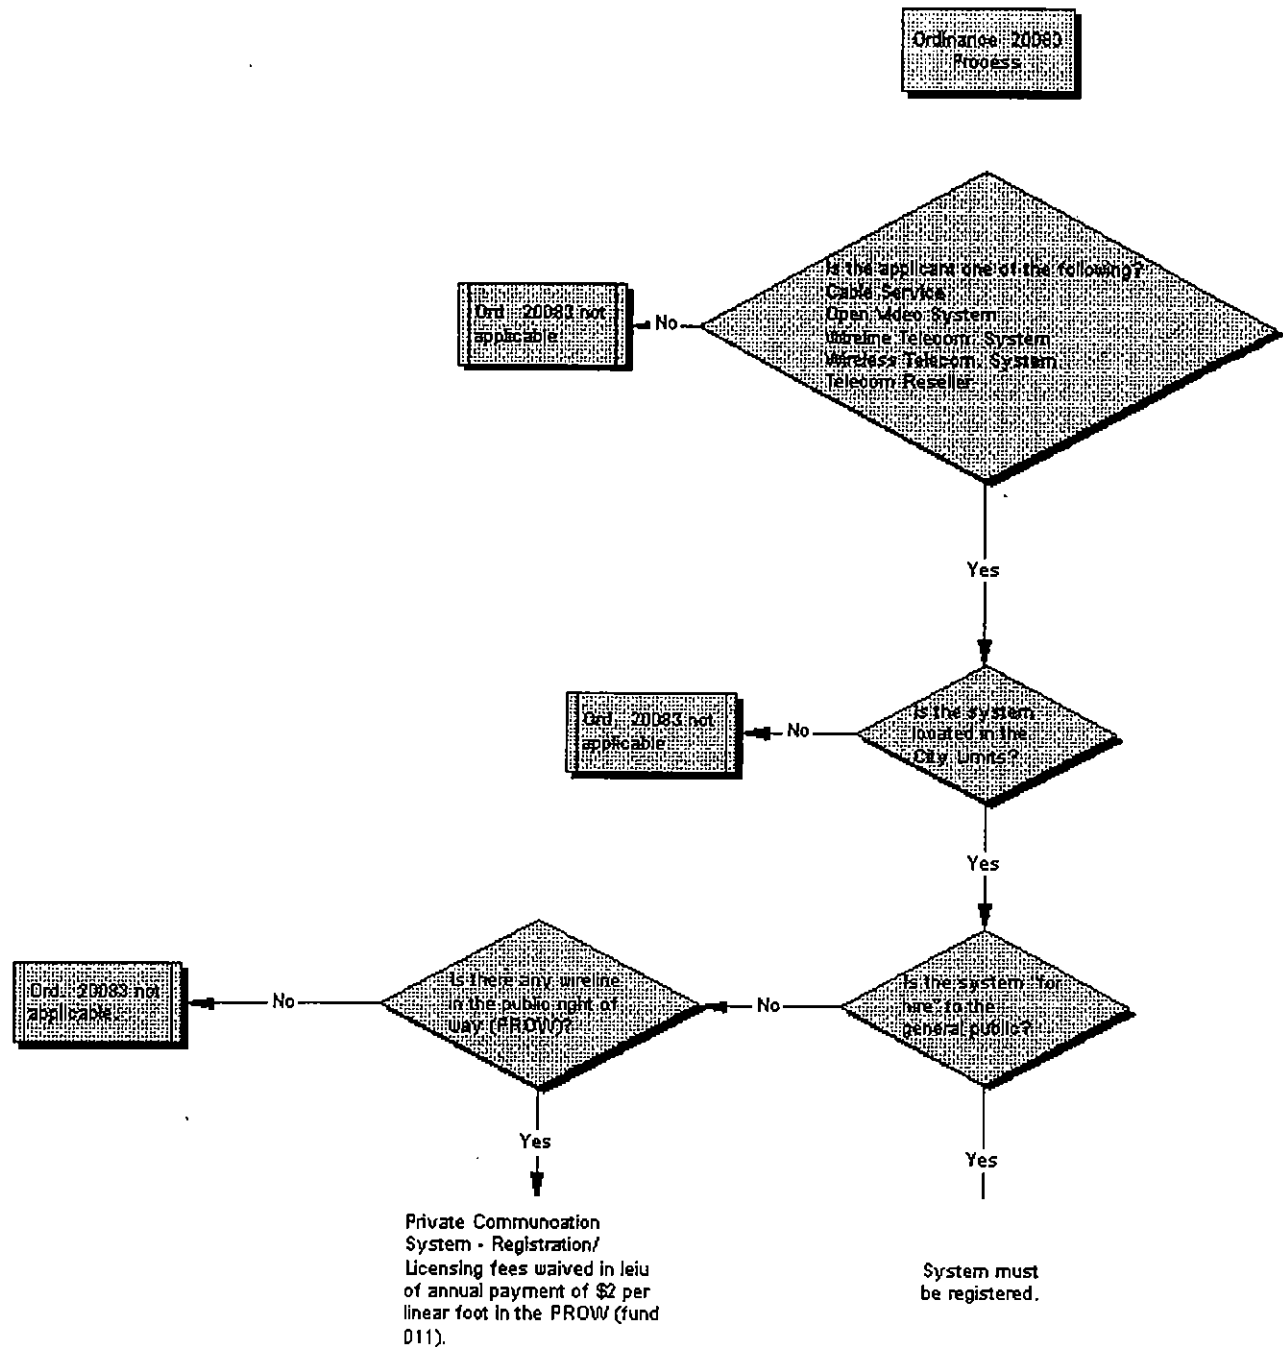 Ordinance 20083
Process
Is the applicant one of the following?
Cable Service
Open Video System
Wireline Telecom. System
Wireless Telecom. System
Telecom Reseller
No
Ord. 20083 not
applicable
Yes
Is the system
located in the
City Limits?
No
Ord. 20083 not
applicable
Yes
Is the system "for
hire" to the
general public?
No
Is there any wireline
in the public right of
way (PROW)?
No
Ord. 20083 not
applicable.
Yes
Private Communcation
System - Registration/
Licensing fees waived in leiu
of annual payment of $2 per
linear foot in the PROW (fund
011).
Yes
System must
be registered.